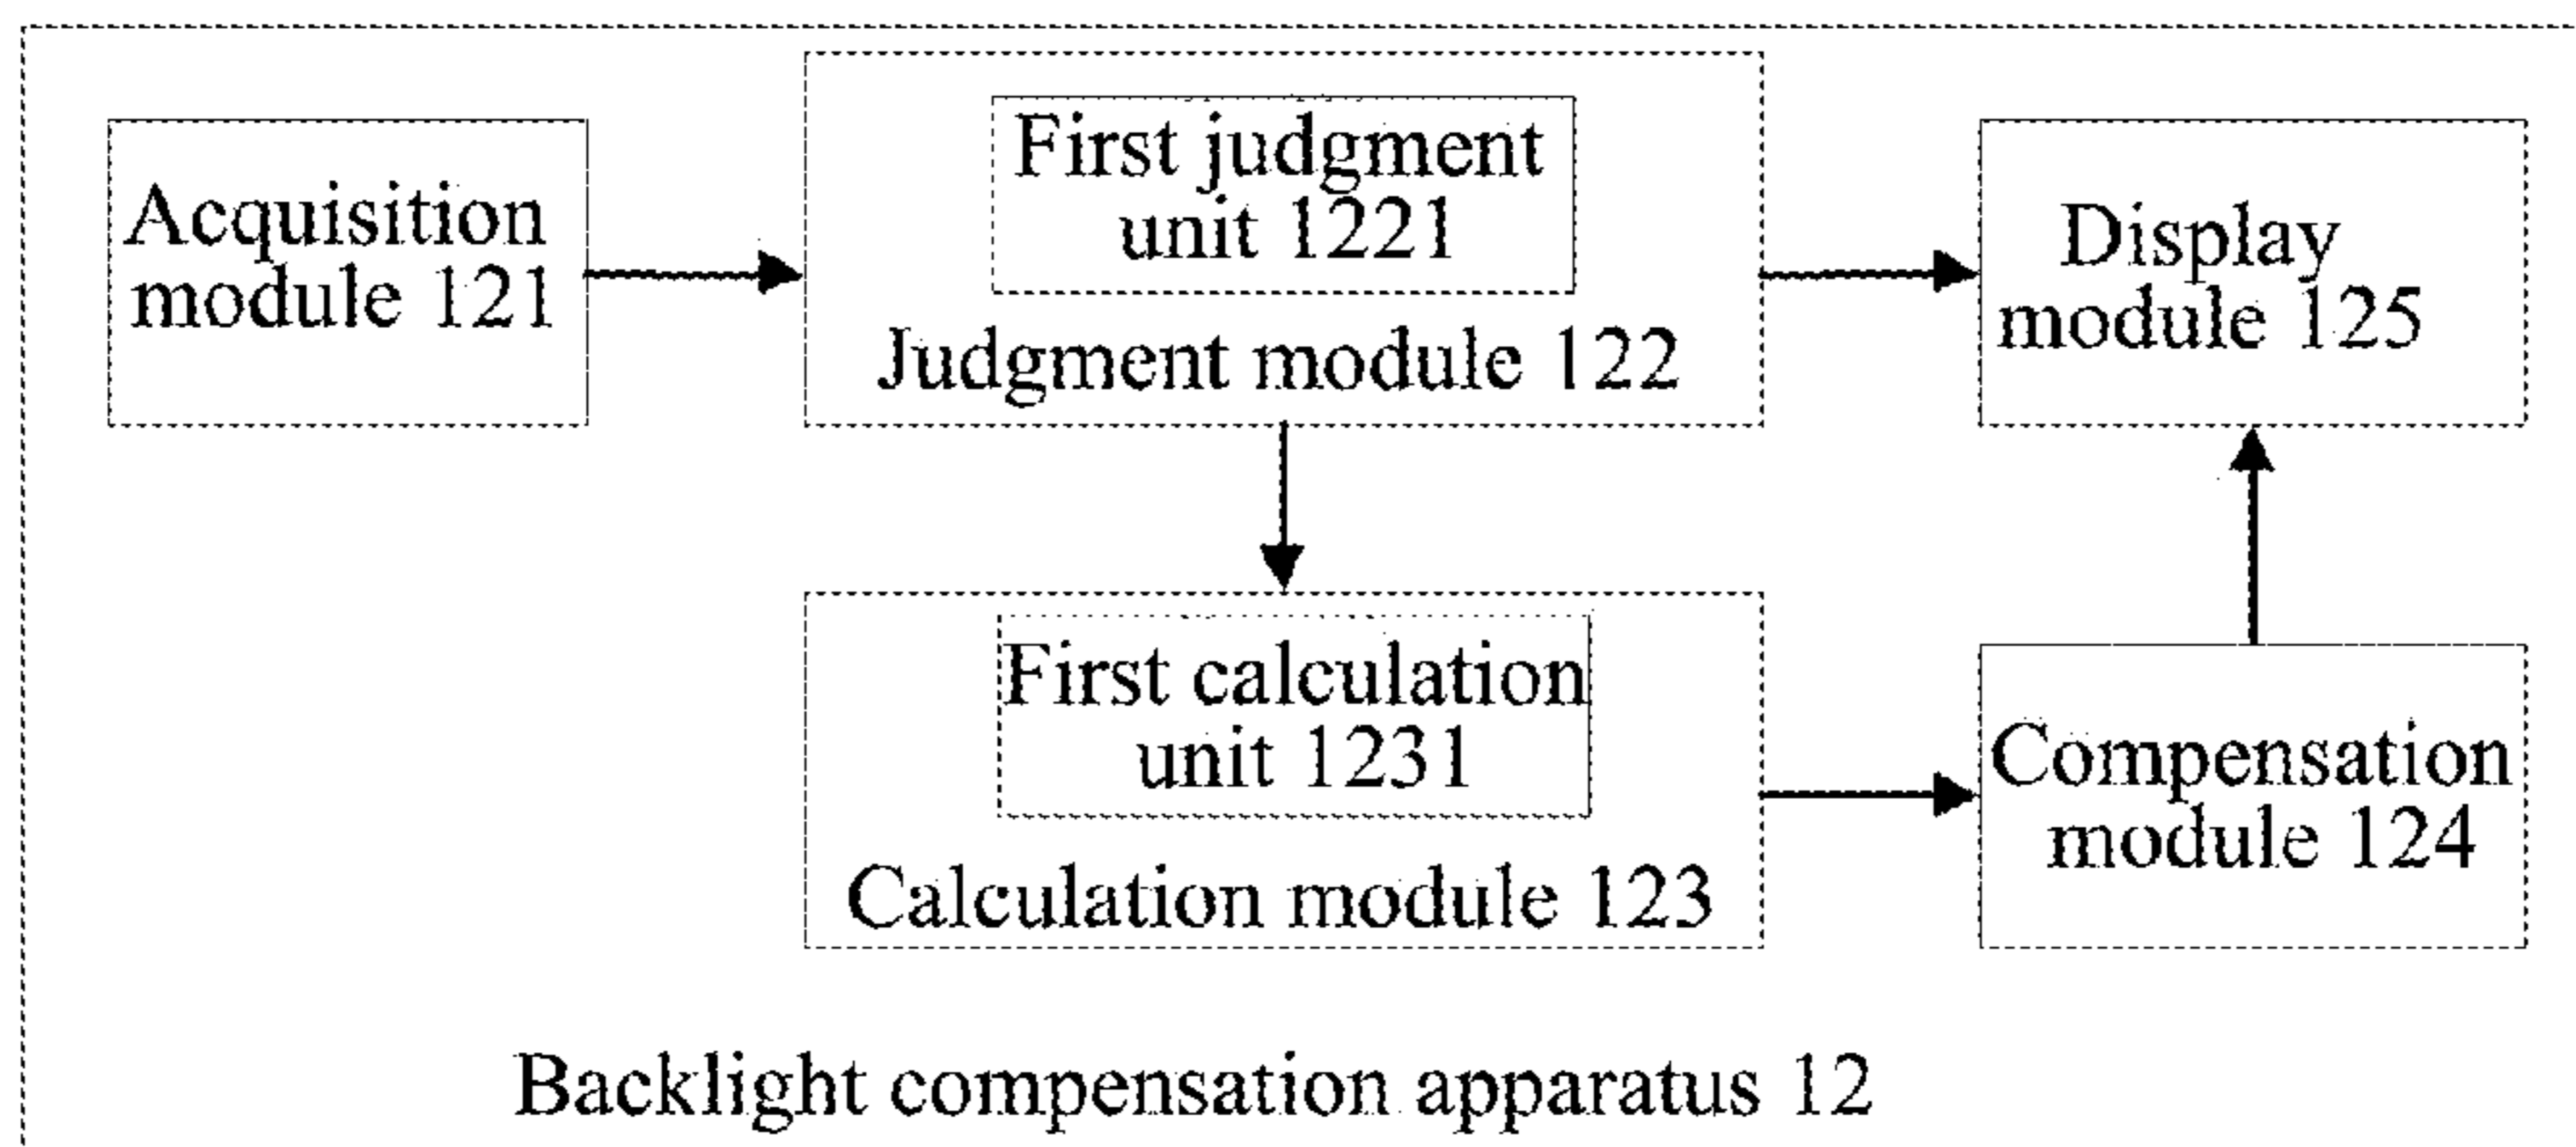 Acquisition
module 121
First judgment
unit 1221
Judgment module 122
Display
module 125
First calculation
unit 1231
Calculation module 123
Compensation
module 124
Backlight compensation apparatus 12